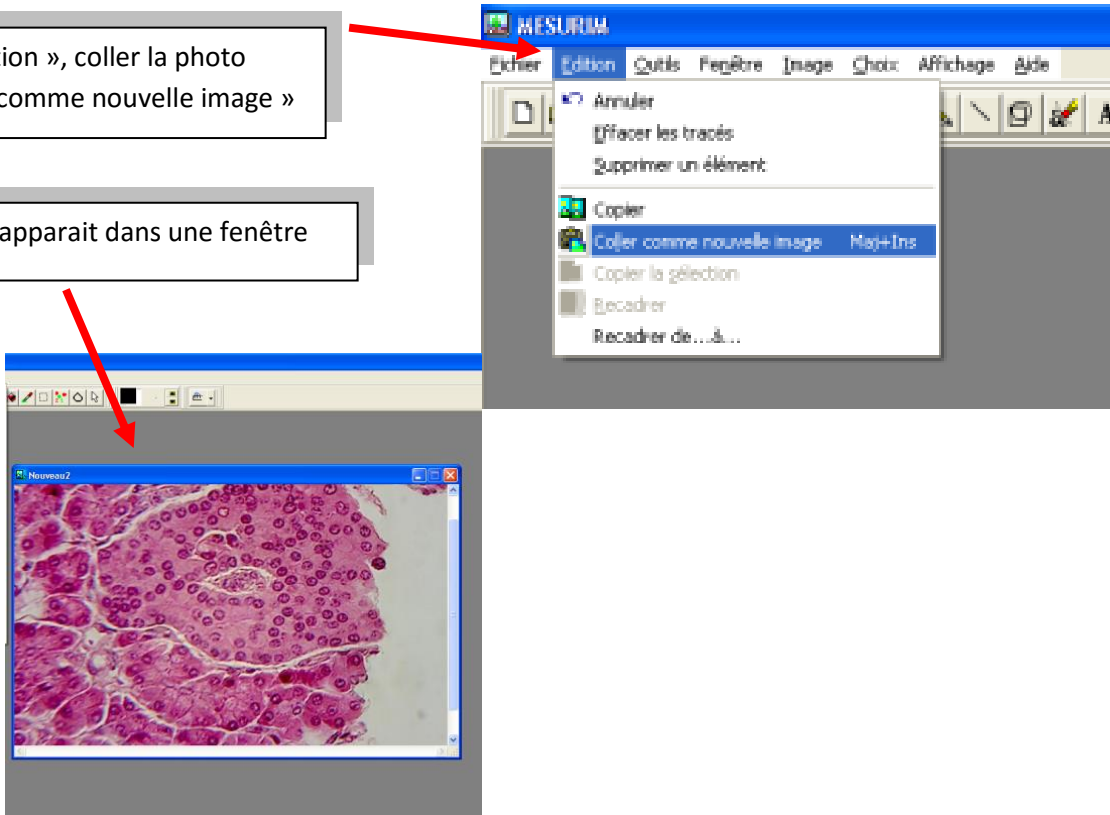 tion », coller la photo
comme nouvelle image »
apparait dans une fenêtre
MESURIM
Fichier Edition Outils Fenêtre Image Choix Affichage Aide
Annuler
Effacer les tracés
Supprimer un élément
Copier
Coller comme nouvelle image Maj+Ins
Copier la sélection
Recadrer
Recadrer de...à...
A
Nouveau2